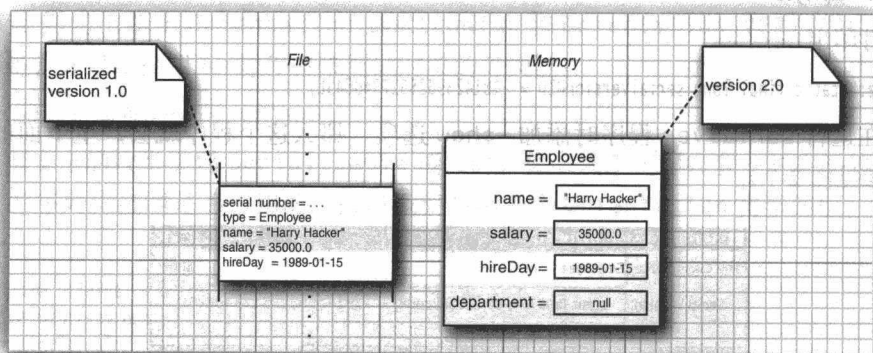 serialized
version 1.0
File
Memory
version 2.0
serial number = . . .
type = Employee
name = "Harry Hacker"
salary = 35000.0
hireDay = 1989-01-15
Employee
name = "Harry Hacker"
salary = 35000.0
hireDay = 1989-01-15
department = null